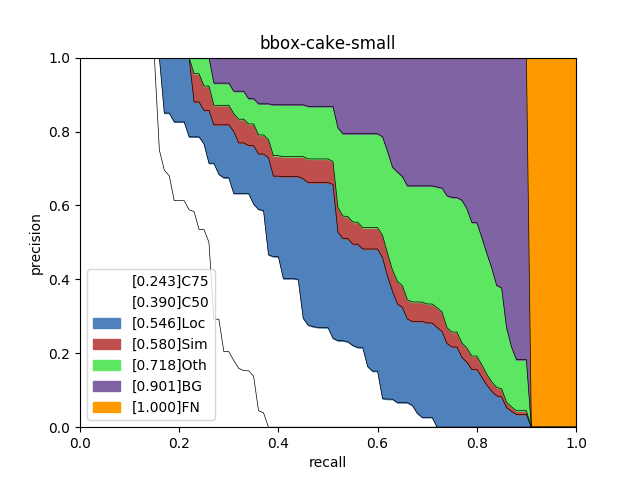 bbox-cake-small
precision
1.0
0.8
0.6
0.4
0.2
0.0
[0.243]C75
[0.390]C50
[0.546]Loc
[0.580]Sim
[0.718]Oth
[0.901]BG
[1.000]FN
0.0 0.2 0.4 0.6 0.8 1.0
recall